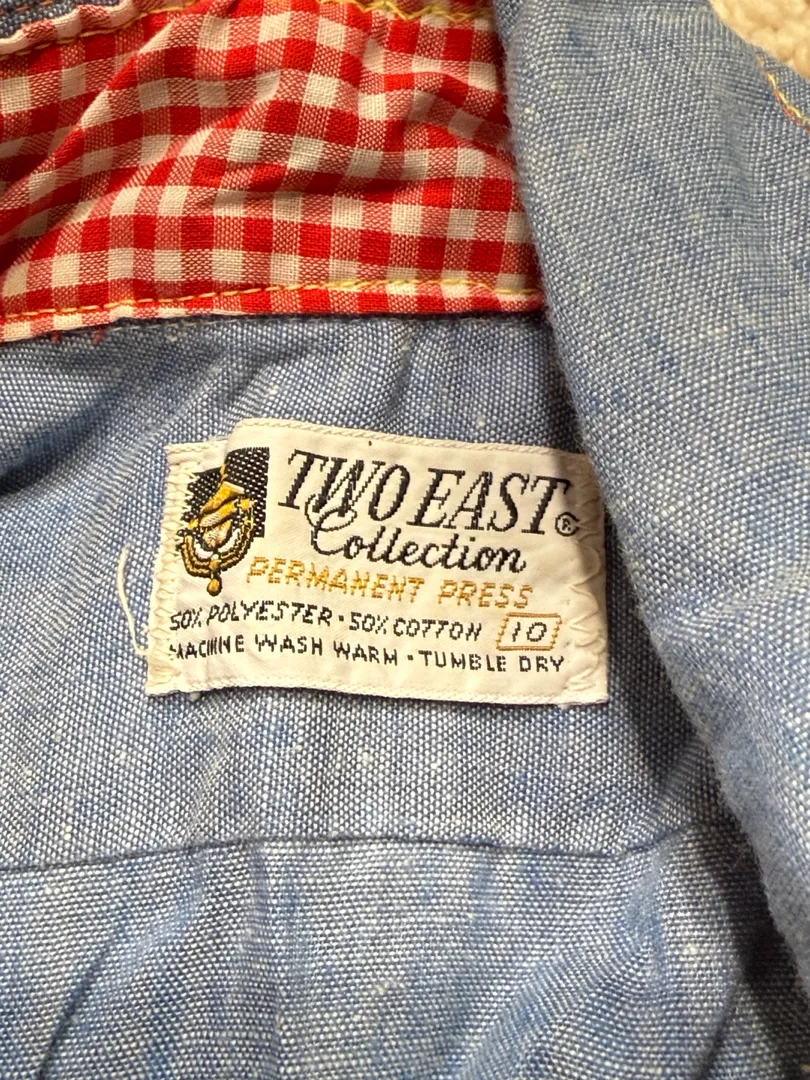 TWO EAST®
Collection
PERMANENT PRESS
50% POLYESTER · 50% COTTON 10
MACHINE WASH WARM · TUMBLE DRY